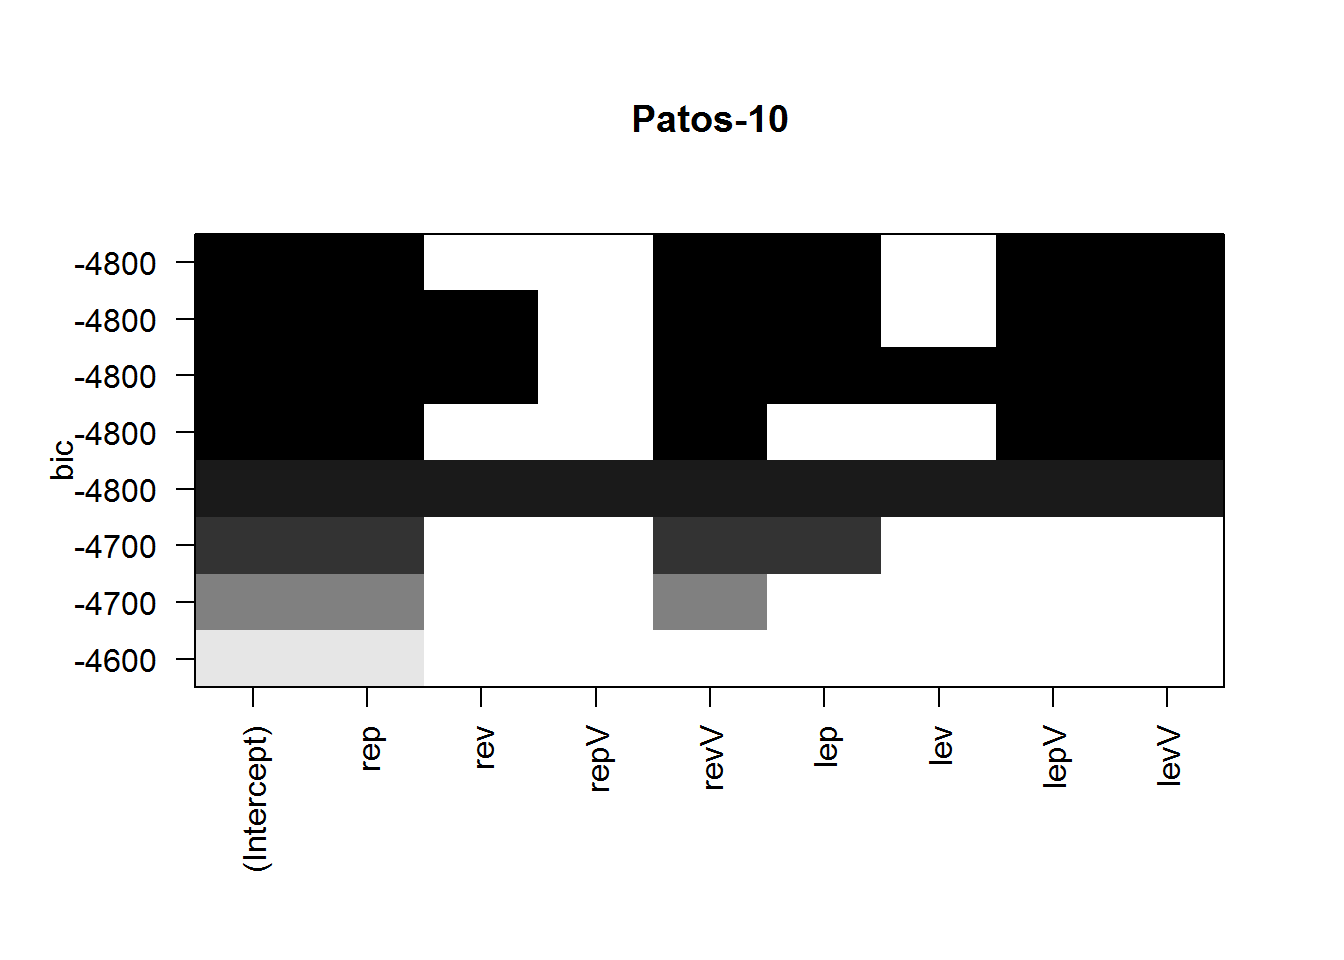 Patos-10
bic
-4800
-4800
-4800
-4800
-4800
-4700
-4700
-4600
(Intercept)
rep
rev
repV
revV
lep
lev
lepV
levV